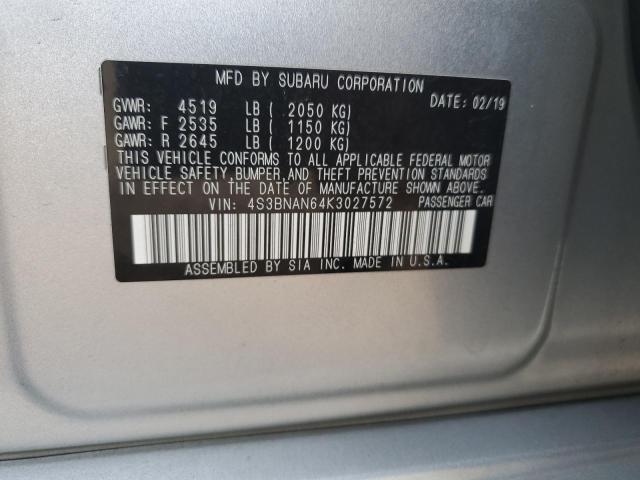 MFD BY SUBARU CORPORATION
GVWR: 4519 LB ( 2050 KG) DATE: 02/19
GAWR: F 2535 LB ( 1150 KG)
GAWR: R 2645 LB ( 1200 KG)
THIS VEHICLE CONFORMS TO ALL APPLICABLE FEDERAL MOTOR
VEHICLE SAFETY,BUMPER,AND THEFT PREVENTION STANDARDS
IN EFFECT ON THE DATE OF MANUFACTURE SHOWN ABOVE.
VIN: 4S3BNAN64K3027572 PASSENGER CAR
ASSEMBLED BY SIA INC. MADE IN U.S.A.